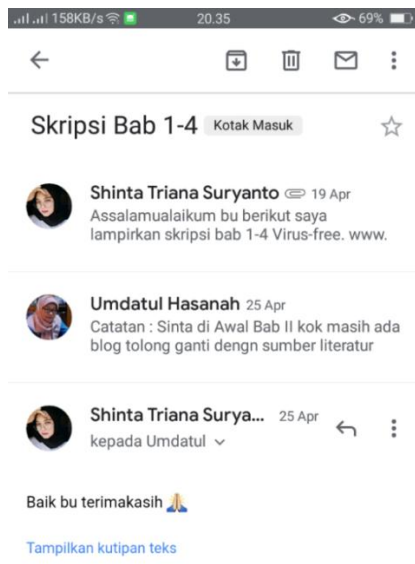 158KB/s 20.35 69%
Skripsi Bab 1-4 Kotak Masuk
Shinta Triana Suryanto 19 Apr
Assalamualaikum bu berikut saya
lampirkan skripsi bab 1-4 Virus-free. www.
Umdatul Hasanah 25 Apr
Catatan : Sinta di Awal Bab II kok masih ada
blog tolong ganti dengn sumber literatur
Shinta Triana Surya... 25 Apr
kepada Umdatul
Baik bu terimakasih 🙏
Tampilkan kutipan teks